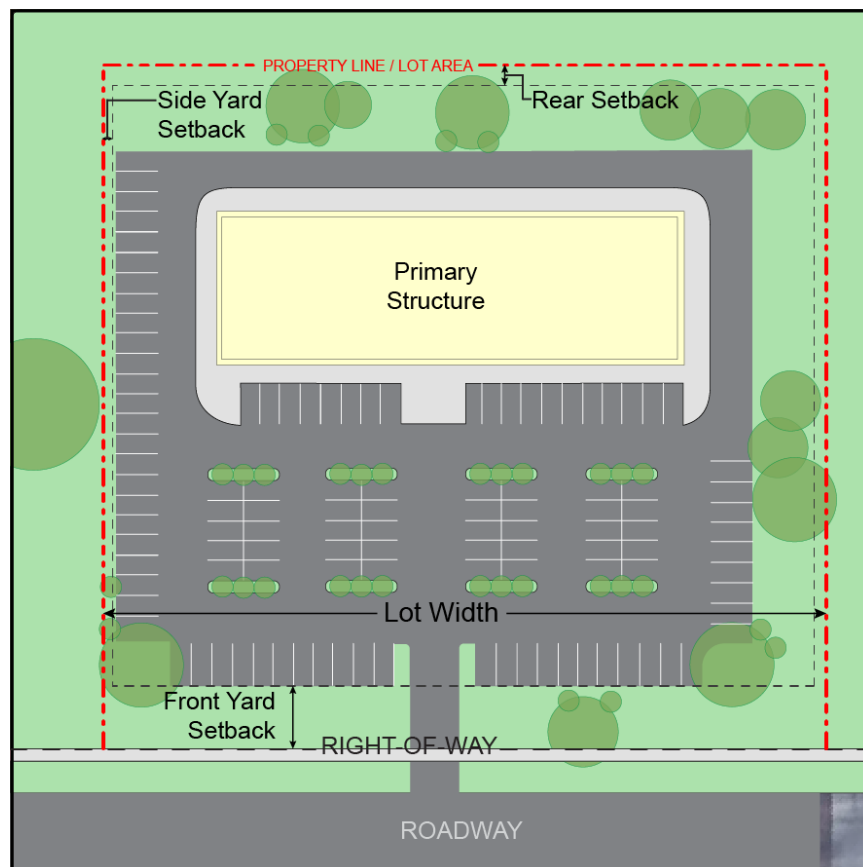 PROPERTY LINE / LOT AREA
Side Yard
Setback
Rear Setback
Primary
Structure
Lot Width
Front Yard
Setback
RIGHT-OF-WAY
ROADWAY